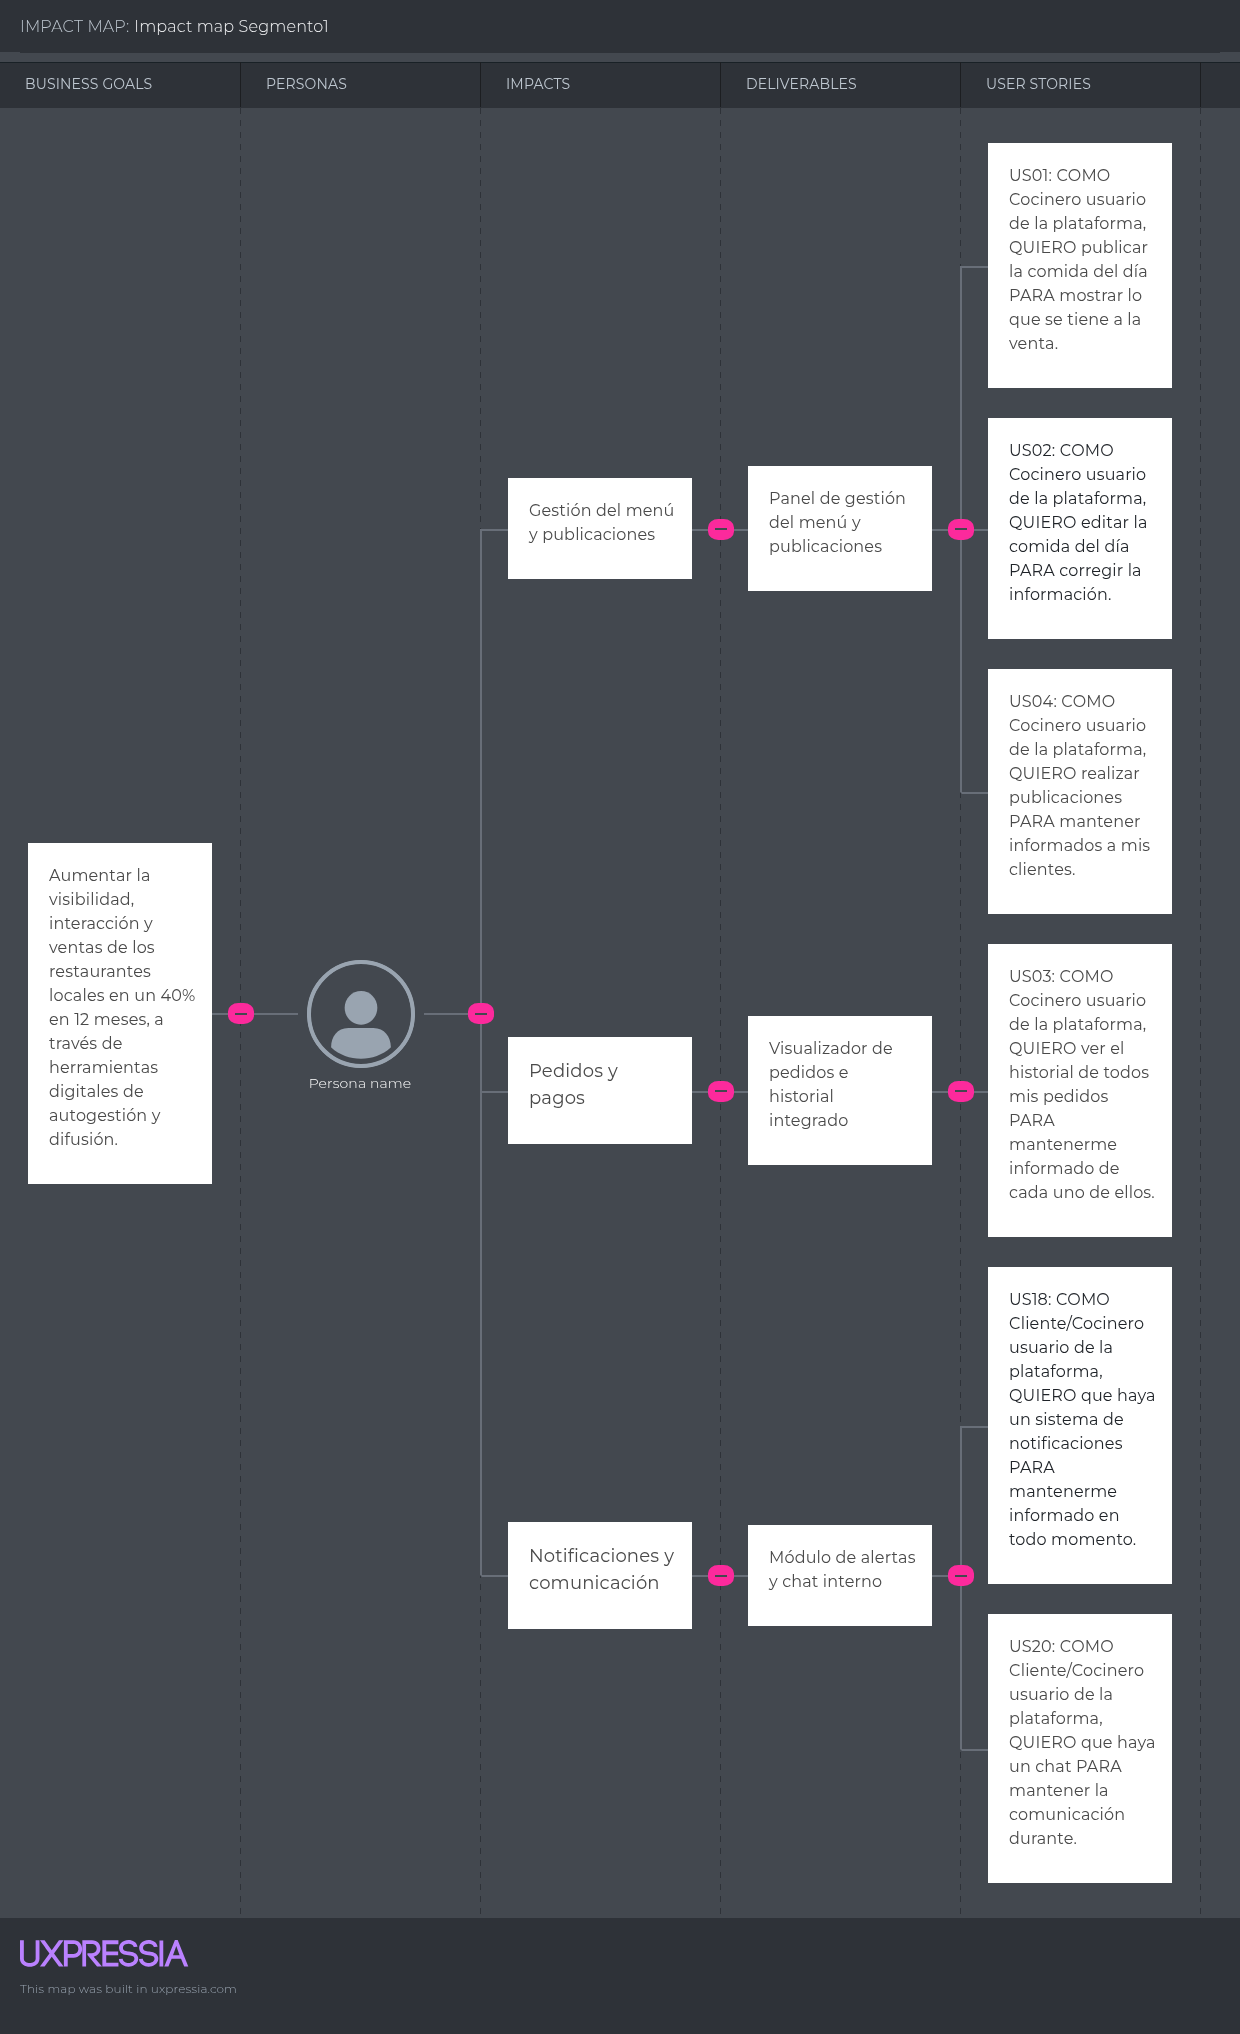 IMPACT MAP: Impact map Segmento1
BUSINESS GOALS
PERSONAS
IMPACTS
DELIVERABLES
USER STORIES
Aumentar la
visibilidad,
interacción y
ventas de los
restaurantes
locales en un 40%
en 12 meses, a
través de
herramientas
digitales de
autogestión y
difusión.
Persona name
Gestión del menú
y publicaciones
Panel de gestión
del menú y
publicaciones
US01: COMO
Cocinero usuario
de la plataforma,
QUIERO publicar
la comida del día
PARA mostrar lo
que se tiene a la
venta.
US02: COMO
Cocinero usuario
de la plataforma,
QUIERO editar la
comida del día
PARA corregir la
información.
US04: COMO
Cocinero usuario
de la plataforma,
QUIERO realizar
publicaciones
PARA mantener
informados a mis
clientes.
Pedidos y
pagos
Visualizador de
pedidos e
historial
integrado
US03: COMO
Cocinero usuario
de la plataforma,
QUIERO ver el
historial de todos
mis pedidos
PARA
mantenerme
informado de
cada uno de ellos.
Notificaciones y
comunicación
Módulo de alertas
y chat interno
US18: COMO
Cliente/Cocinero
usuario de la
plataforma,
QUIERO que haya
un sistema de
notificaciones
PARA
mantenerme
informado en
todo momento.
US20: COMO
Cliente/Cocinero
usuario de la
plataforma,
QUIERO que haya
un chat PARA
mantener la
comunicación
durante.
UXPRESSIA
This map was built in uxpressia.com